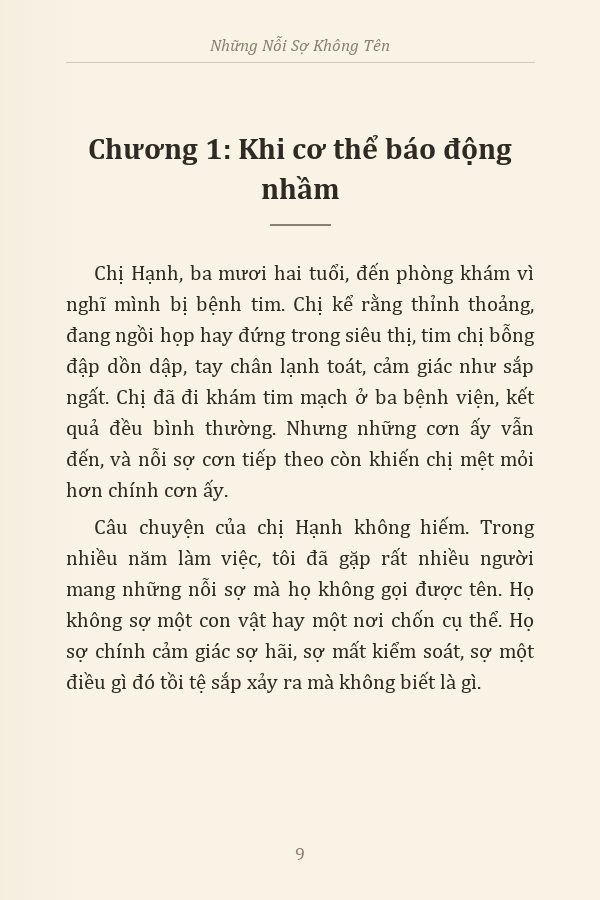 Những Nỗi Sợ Không Tên
Chương 1: Khi cơ thể báo động
nhầm
Chị Hạnh, ba mươi hai tuổi, đến phòng khám vì
nghĩ mình bị bệnh tim. Chị kể rằng thỉnh thoảng,
đang ngồi họp hay đứng trong siêu thị, tim chị bỗng
đập dồn dập, tay chân lạnh toát, cảm giác như sắp
ngất. Chị đã đi khám tim mạch ở ba bệnh viện, kết
quả đều bình thường. Nhưng những cơn ấy vẫn
đến, và nỗi sợ cơn tiếp theo còn khiến chị mệt mỏi
hơn chính cơn ấy.
Câu chuyện của chị Hạnh không hiếm. Trong
nhiều năm làm việc, tôi đã gặp rất nhiều người
mang những nỗi sợ mà họ không gọi được tên. Họ
không sợ một con vật hay một nơi chốn cụ thể. Họ
sợ chính cảm giác sợ hãi, sợ mất kiểm soát, sợ một
điều gì đó tồi tệ sắp xảy ra mà không biết là gì.
9